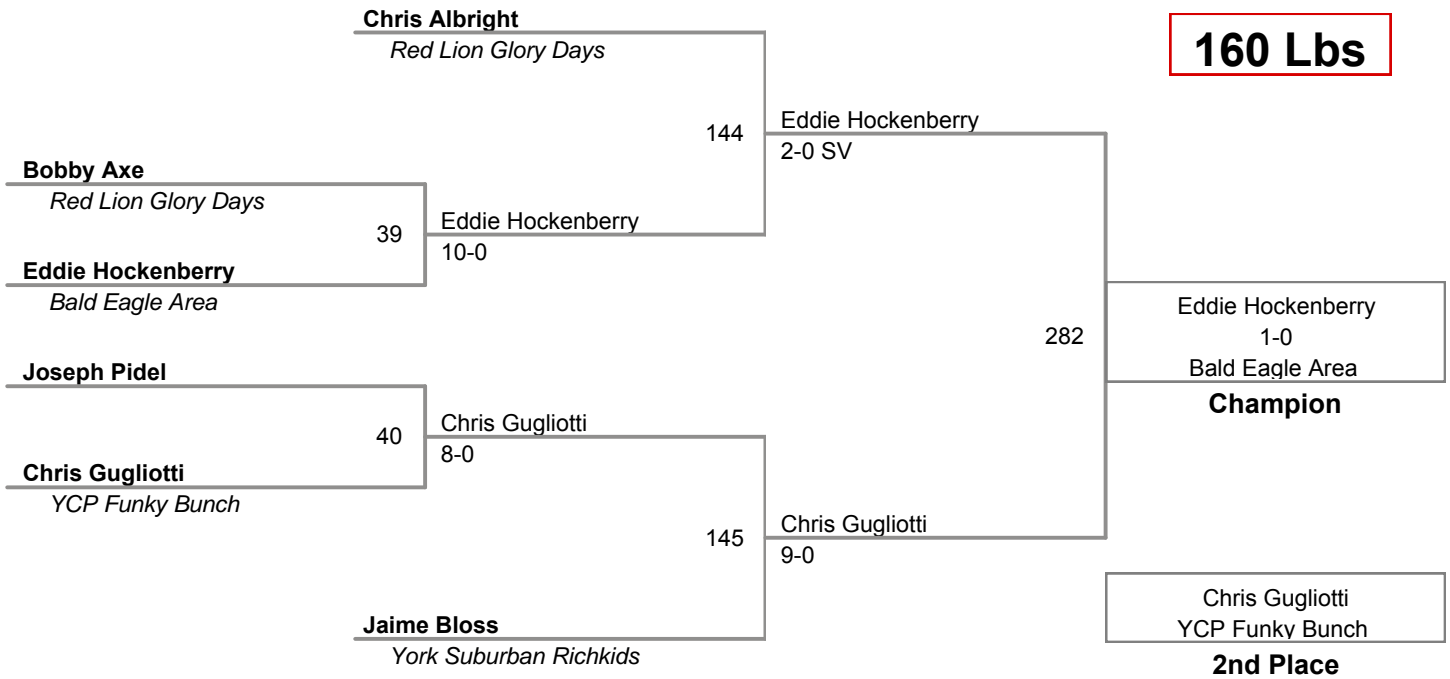 Chris Albright
Red Lion Glory Days
160 Lbs
144
Eddie Hockenberry
2-0 SV
Bobby Axe
Red Lion Glory Days
39
Eddie Hockenberry
10-0
Eddie Hockenberry
Bald Eagle Area
282
Eddie Hockenberry
1-0
Bald Eagle Area
Champion
Joseph Pidel
40
Chris Gugliotti
8-0
Chris Gugliotti
YCP Funky Bunch
145
Chris Gugliotti
9-0
Jaime Bloss
York Suburban Richkids
Chris Gugliotti
YCP Funky Bunch
2nd Place